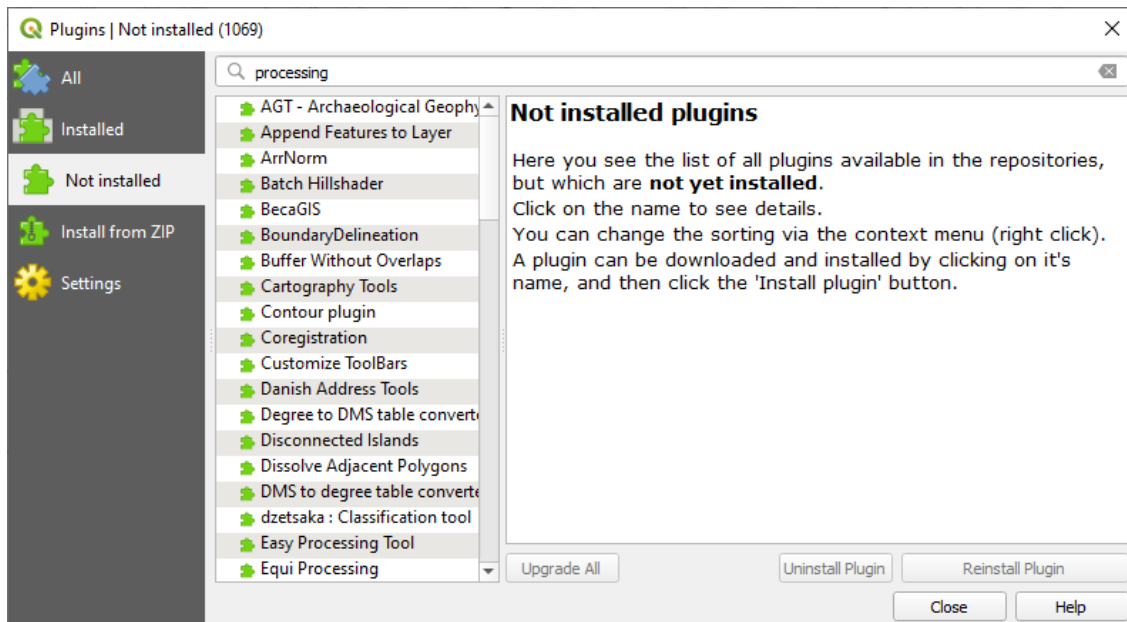 Plugins | Not installed (1069)
All
Installed
Not installed
Install from ZIP
Settings
processing
AGT - Archaeological Geophy
Append Features to Layer
ArrNorm
Batch Hillshader
BecaGIS
BoundaryDelineation
Buffer Without Overlaps
Cartography Tools
Contour plugin
Coregistration
Customize ToolBars
Danish Address Tools
Degree to DMS table converte
Disconnected Islands
Dissolve Adjacent Polygons
DMS to degree table converte
dzetsaka : Classification tool
Easy Processing Tool
Equi Processing
Not installed plugins
Here you see the list of all plugins available in the repositories,
but which are not yet installed.
Click on the name to see details.
You can change the sorting via the context menu (right click).
A plugin can be downloaded and installed by clicking on it's
name, and then click the 'Install plugin' button.
Upgrade All
Uninstall Plugin
Reinstall Plugin
Close
Help